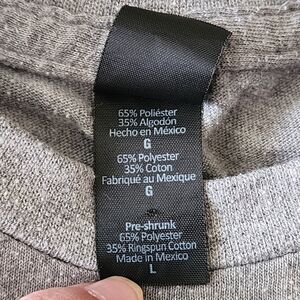 65% Poliéster
35% Algodón
Hecho en México
G
65% Polyester
35% Coton
Fabriqué au Mexique
G
Pre-shrunk
65% Polyester
35% Ringspun Cotton
Made in Mexico
L